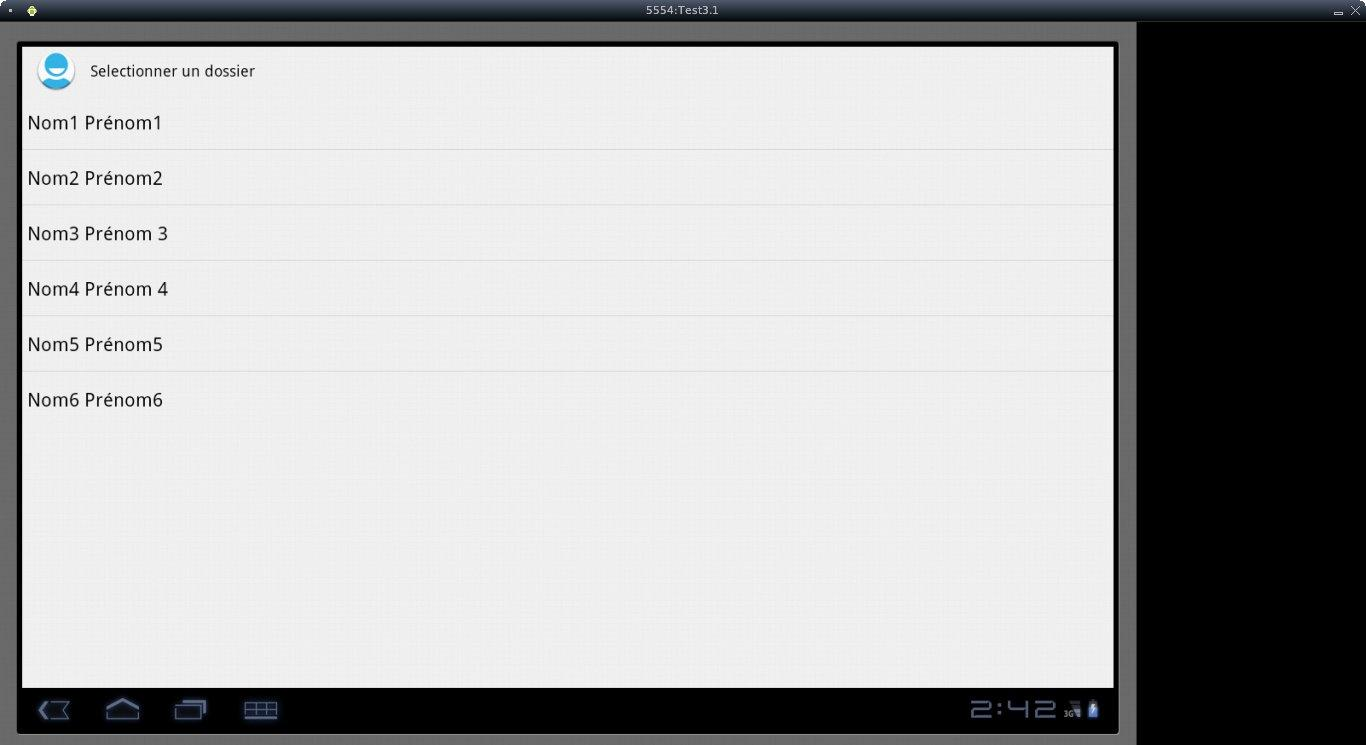 5554:Test3.1
Selectionner un dossier
Nom1 Prénom1
Nom2 Prénom2
Nom3 Prénom 3
Nom4 Prénom 4
Nom5 Prénom5
Nom6 Prénom6
2:42 3G